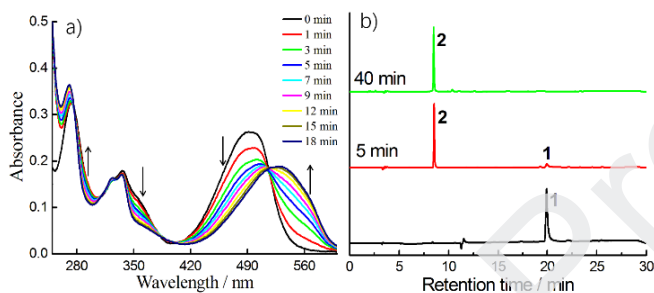 a)
0.5
0.4
0.3
0.2
0.1
0.0
Absorbance
280 350 420 490 560
Wavelength / nm
0 min
1 min
3 min
5 min
7 min
9 min
12 min
15 min
18 min
b)
2
40 min
2
5 min
1
1
0 5 10 15 20 25 30
Retention time / min